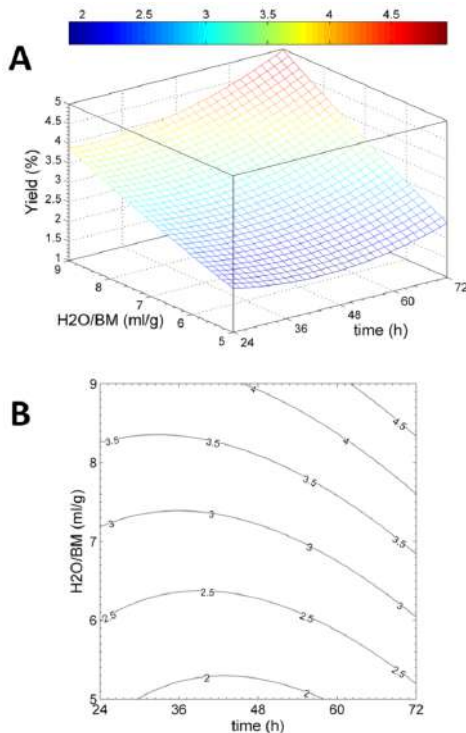 2 2.5 3 3.5 4 4.5
A
5
4.5
4
3.5
3
2.5
2
1.5
1
Yield (%)
9 8 7 6 5
H2O/BM (ml/g)
24 36 48 60 72
time (h)
B
9
8
7
6
5
H2O/BM (ml/g)
4 4.5
3.5 3.5 4 3.5 3.5
3 3 3 3
2.5 2.5 2.5 2.5
2 2
24 36 48 60 72
time (h)